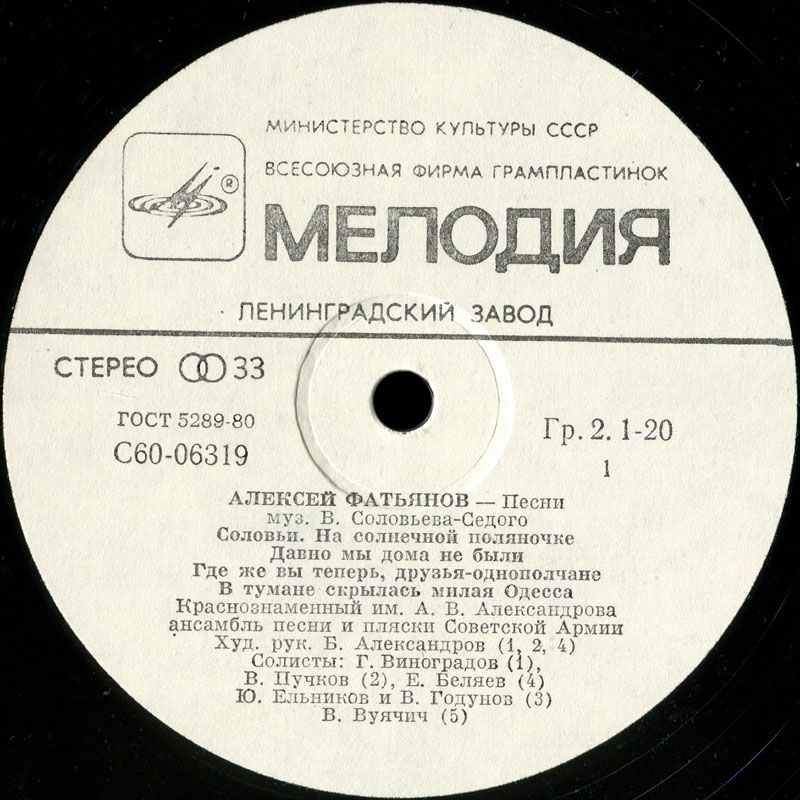 МИНИСТЕРСТВО КУЛЬТУРЫ СССР
ВСЕСОЮЗНАЯ ФИРМА ГРАМПЛАСТИНОК
®
МЕЛОДИЯ
ЛЕНИНГРАДСКИЙ ЗАВОД
СТЕРЕО 33
ГОСТ 5289-80
С60-06319
Гр. 2. 1-20
1
АЛЕКСЕЙ ФАТЬЯНОВ — Песни
муз. В. Соловьева-Седого
Соловьи. На солнечной поляночке
Давно мы дома не были
Где же вы теперь, друзья-однополчане
В тумане скрылась милая Одесса
Краснознаменный им. А. В. Александрова
ансамбль песни и пляски Советской Армии
Худ. рук. Б. Александров (1, 2, 4)
Солисты: Г. Виноградов (1),
В. Пучков (2), Е. Беляев (4)
Ю. Ельников и В. Годунов (3)
В. Вуячич (5)